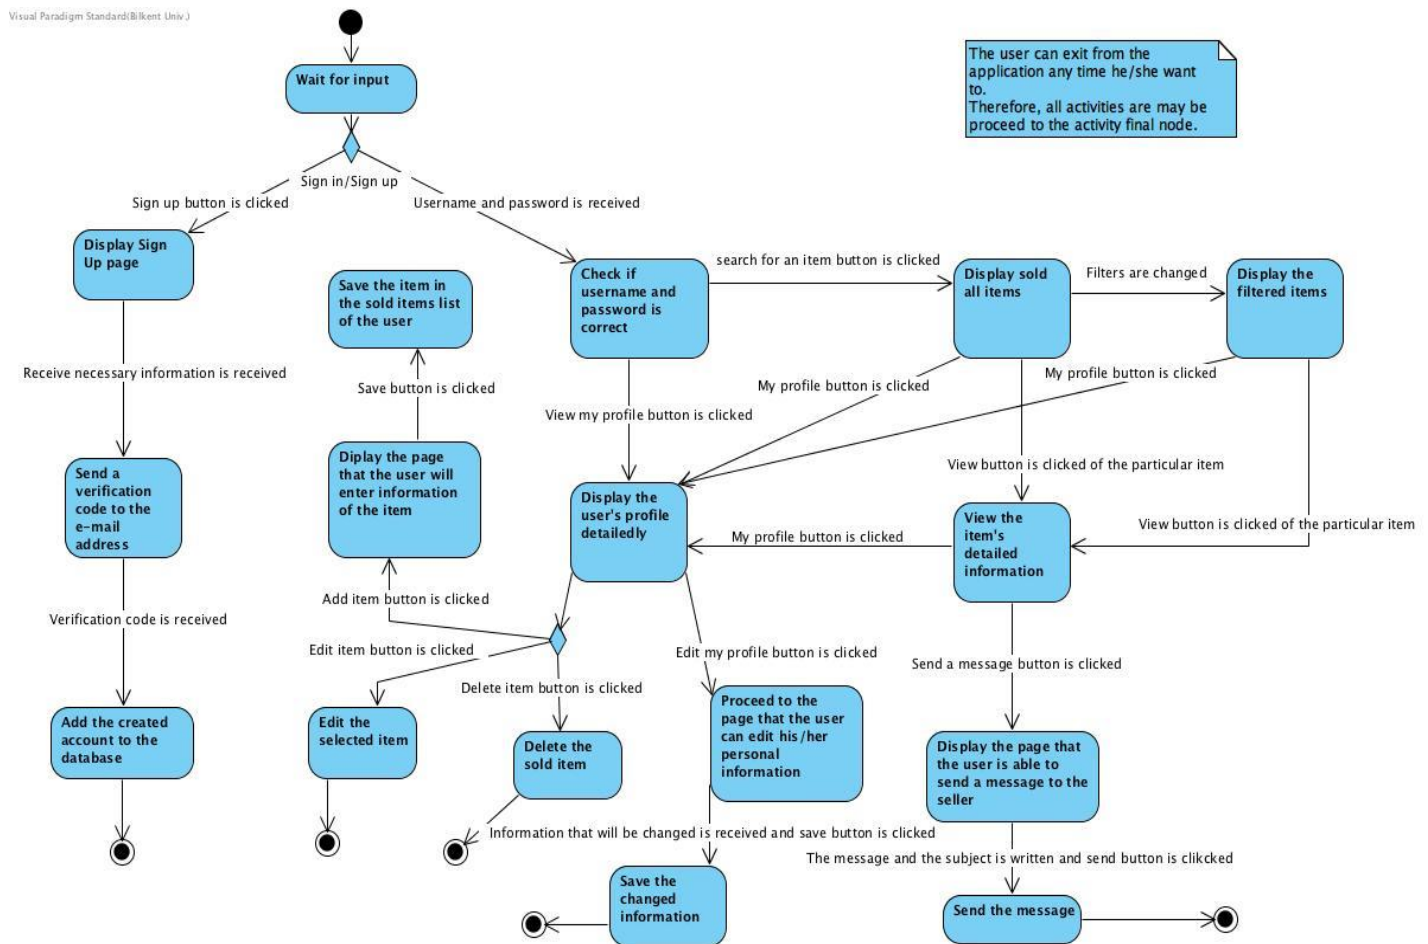 Visual Paradigm Standard(Bilkent Univ.)
Wait for input
The user can exit from the
application any time he/she want
to.
Therefore, all activities are may be
proceed to the activity final node.
Sign in/Sign up
Sign up button is clicked
Username and password is received
Display Sign
Up page
Save the item in
the sold items list
of the user
Check if
username and
password is
correct
search for an item button is clicked
Display sold
all items
Filters are changed
Display the
filtered items
Receive necessary information is received
Save button is clicked
View my profile button is clicked
My profile button is clicked
My profile button is clicked
Send a
verification
code to the
e-mail
address
Diplay the page
that the user will
enter information
of the item
Display the
user's profile
detailedly
View button is clicked of the particular item
View the
item's
detailed
information
View button is clicked of the particular item
My profile button is clicked
Add item button is clicked
Verification code is received
Edit item button is clicked
Delete item button is clicked
Edit my profile button is clicked
Send a message button is clicked
Add the created
account to the
database
Edit the
selected item
Delete the
sold item
Proceed to the
page that the user
can edit his/her
personal
information
Display the page that
the user is able to
send a message to the
seller
Information that will be changed is received and save button is clicked
The message and the subject is written and send button is clikcked
Save the
changed
information
Send the message